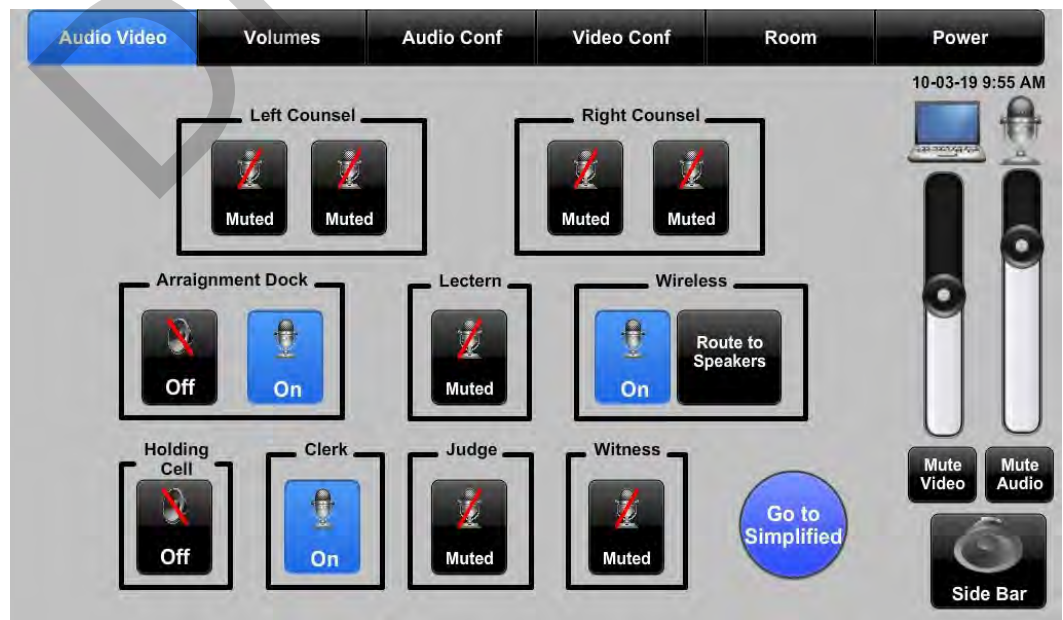 Audio Video
Volumes
Audio Conf
Video Conf
Room
Power
10-03-19 9:55 AM
Left Counsel
Muted
Muted
Right Counsel
Muted
Muted
Arraignment Dock
Off
On
Lectern
Muted
Wireless
On
Route to
Speakers
Holding
Cell
Off
Clerk
On
Judge
Muted
Witness
Muted
Go to
Simplified
Mute
Video
Mute
Audio
Side Bar